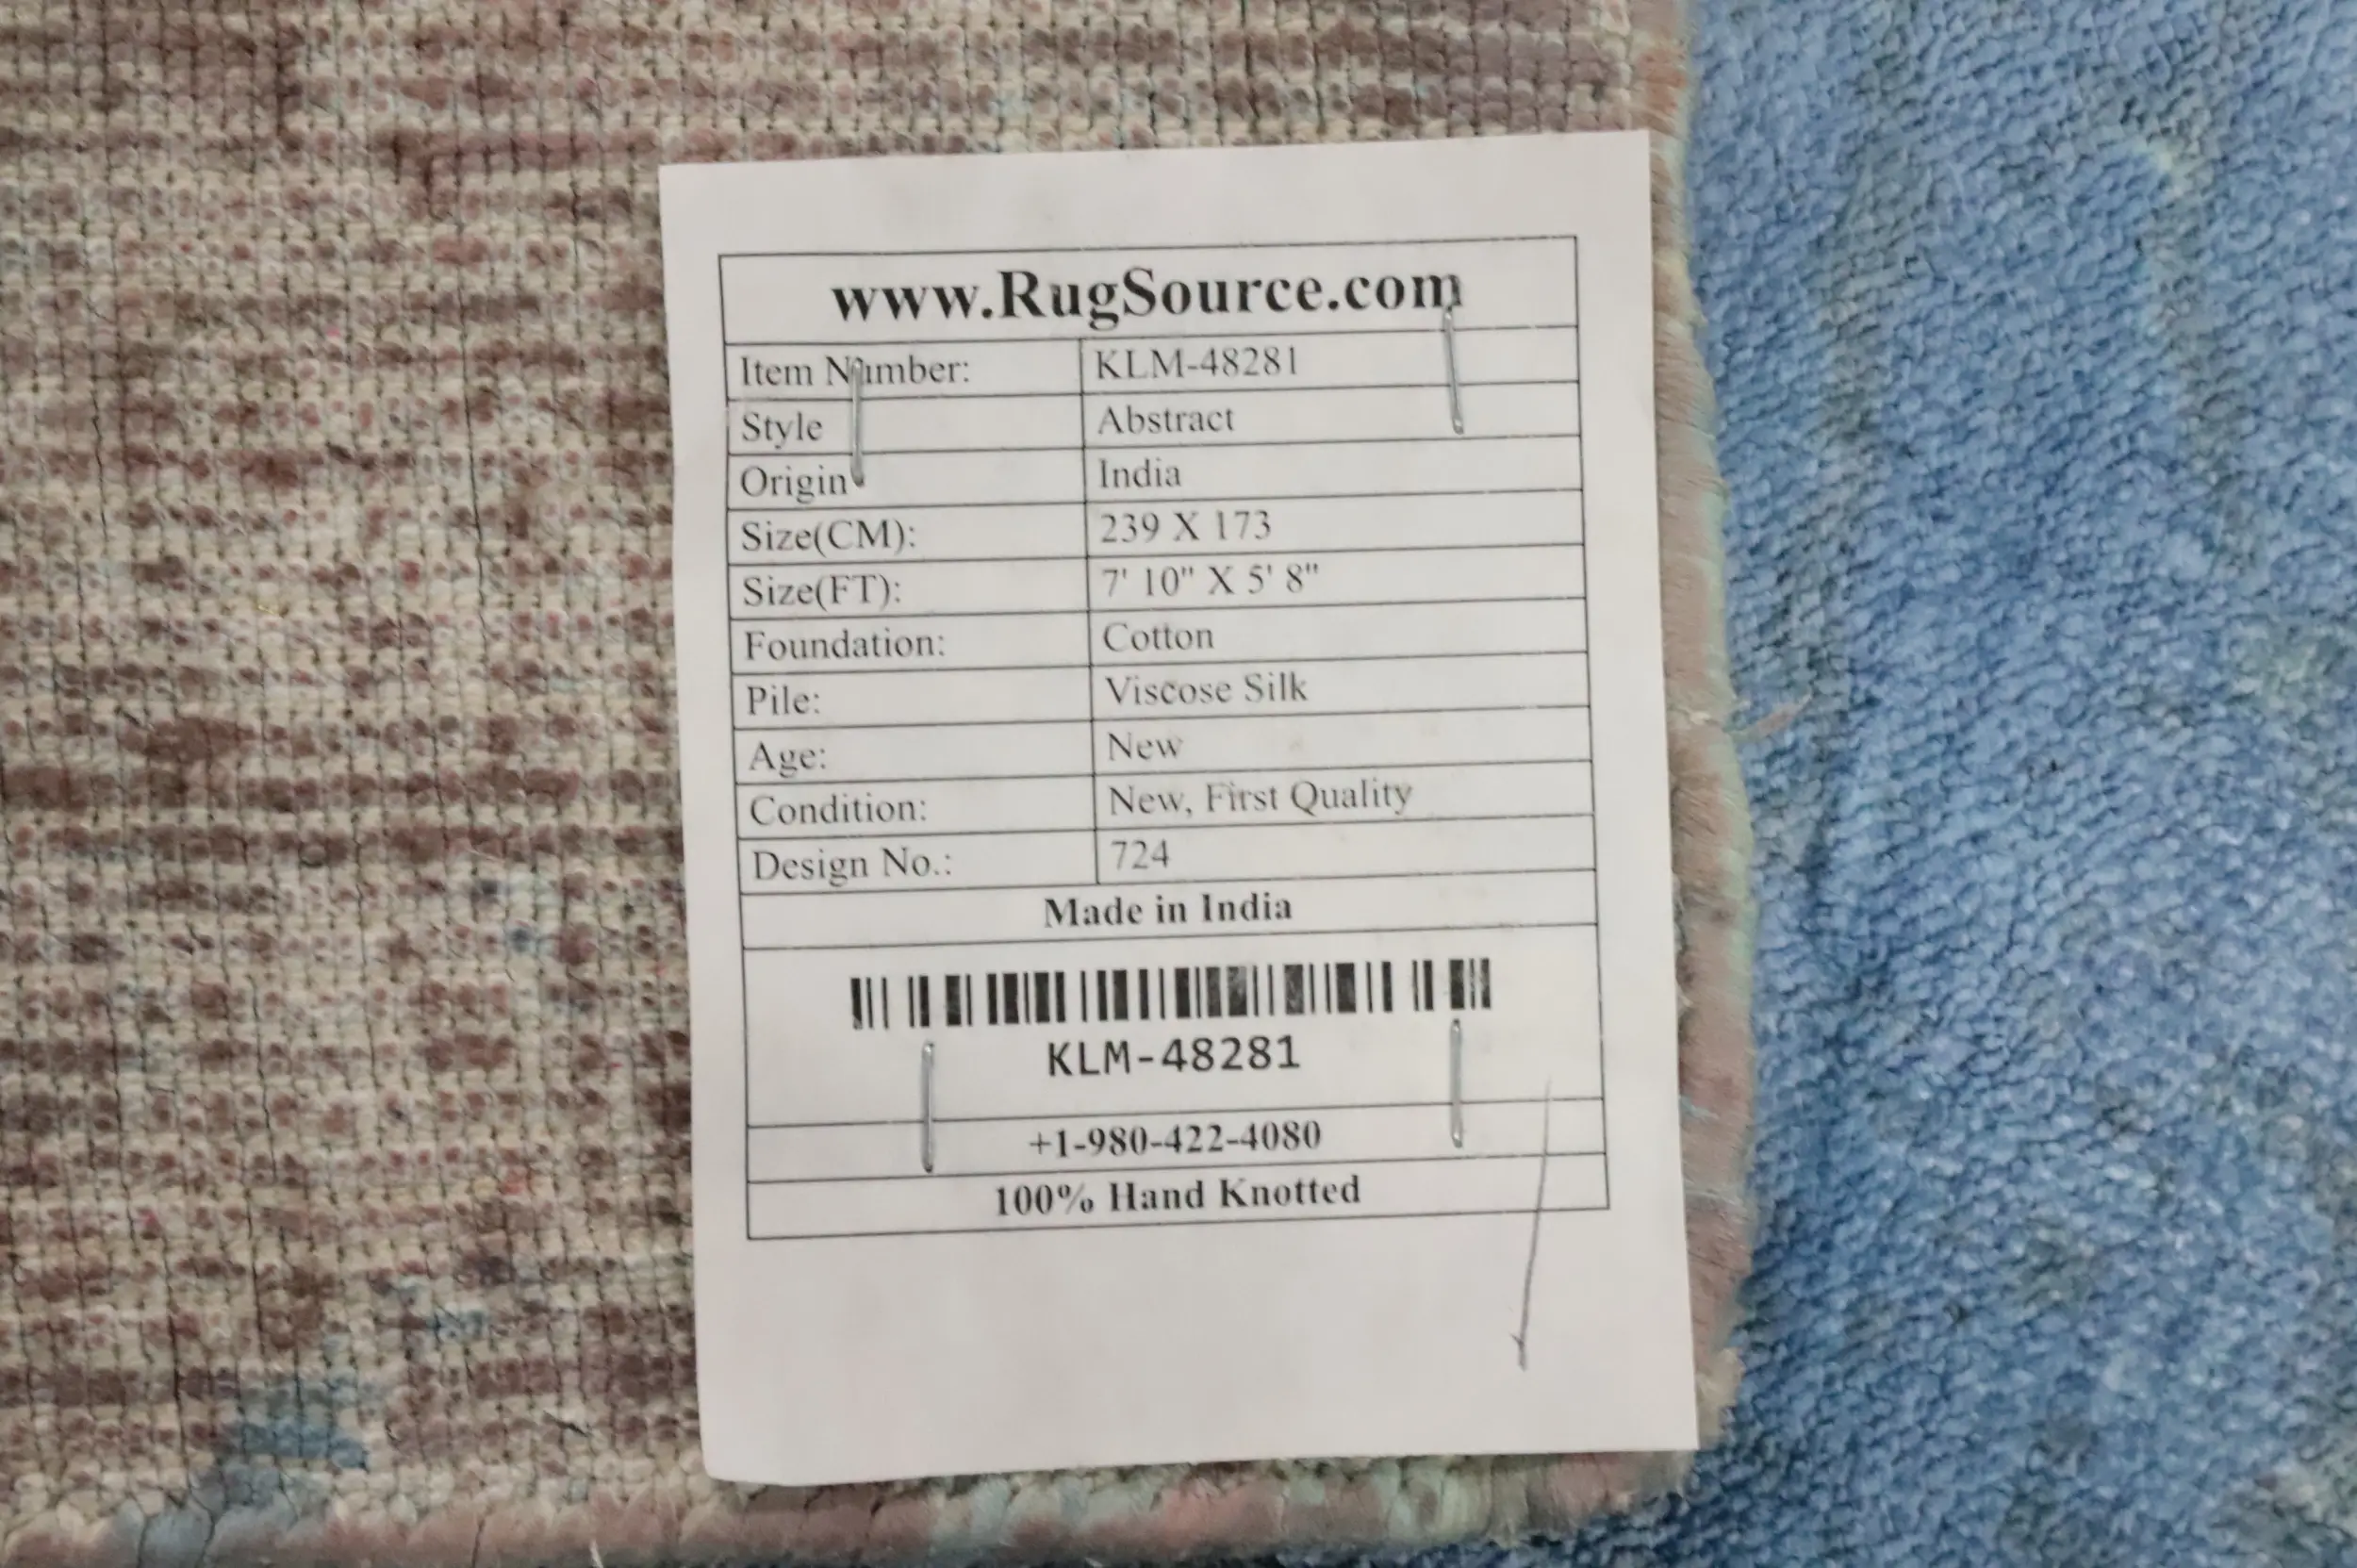 www.RugSource.com
Item Number: KLM-48281
Style Abstract
Origin India
Size(CM): 239 X 173
Size(FT): 7' 10" X 5' 8"
Foundation: Cotton
Pile: Viscose Silk
Age: New
Condition: New, First Quality
Design No.: 724
Made in India
KLM-48281
+1-980-422-4080
100% Hand Knotted